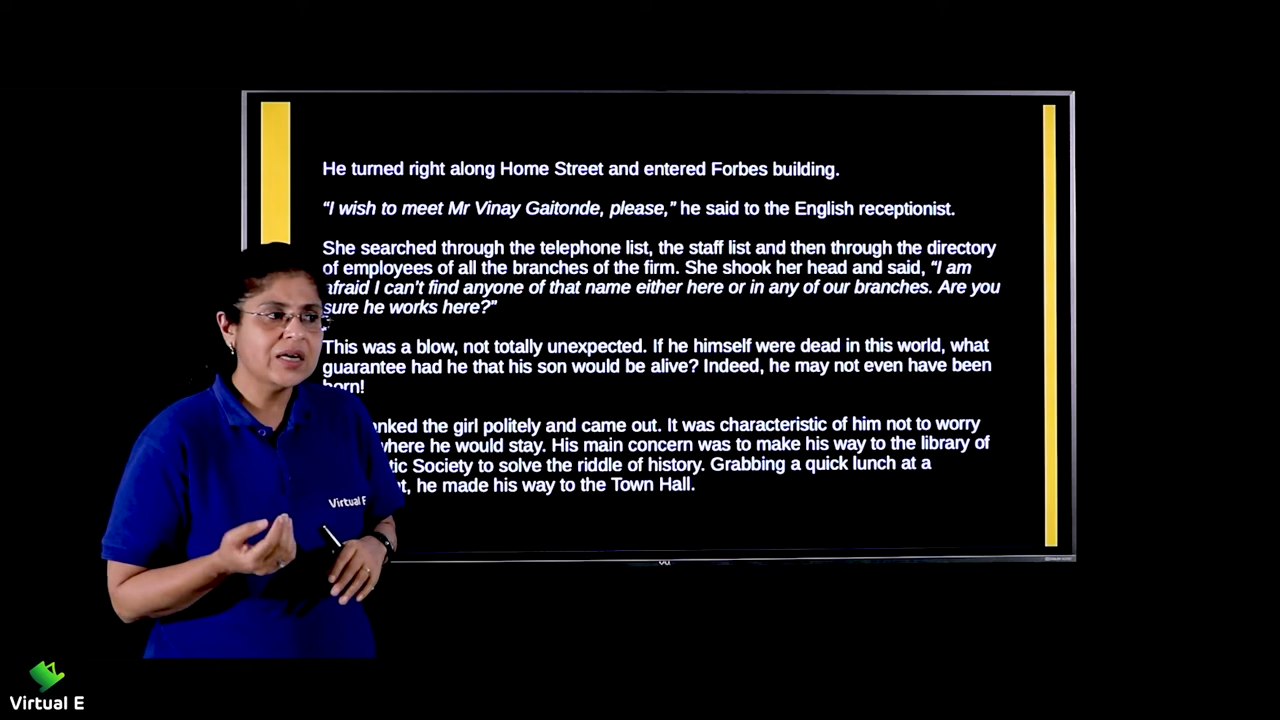 He turned right along Home Street and entered Forbes building.
“I wish to meet Mr Vinay Gaitonde, please,” he said to the English receptionist.
She searched through the telephone list, the staff list and then through the directory
of employees of all the branches of the firm. She shook her head and said, “I am
afraid I can’t find anyone of that name either here or in any of our branches. Are you
sure he works here?”
This was a blow, not totally unexpected. If he himself were dead in this world, what
guarantee had he that his son would be alive? Indeed, he may not even have been
born!
the girl politely and came out. It was characteristic of him not to worry
where he would stay. His main concern was to make his way to the library of
Society to solve the riddle of history. Grabbing a quick lunch at a
he made his way to the Town Hall.
Virtual E
Virtual E